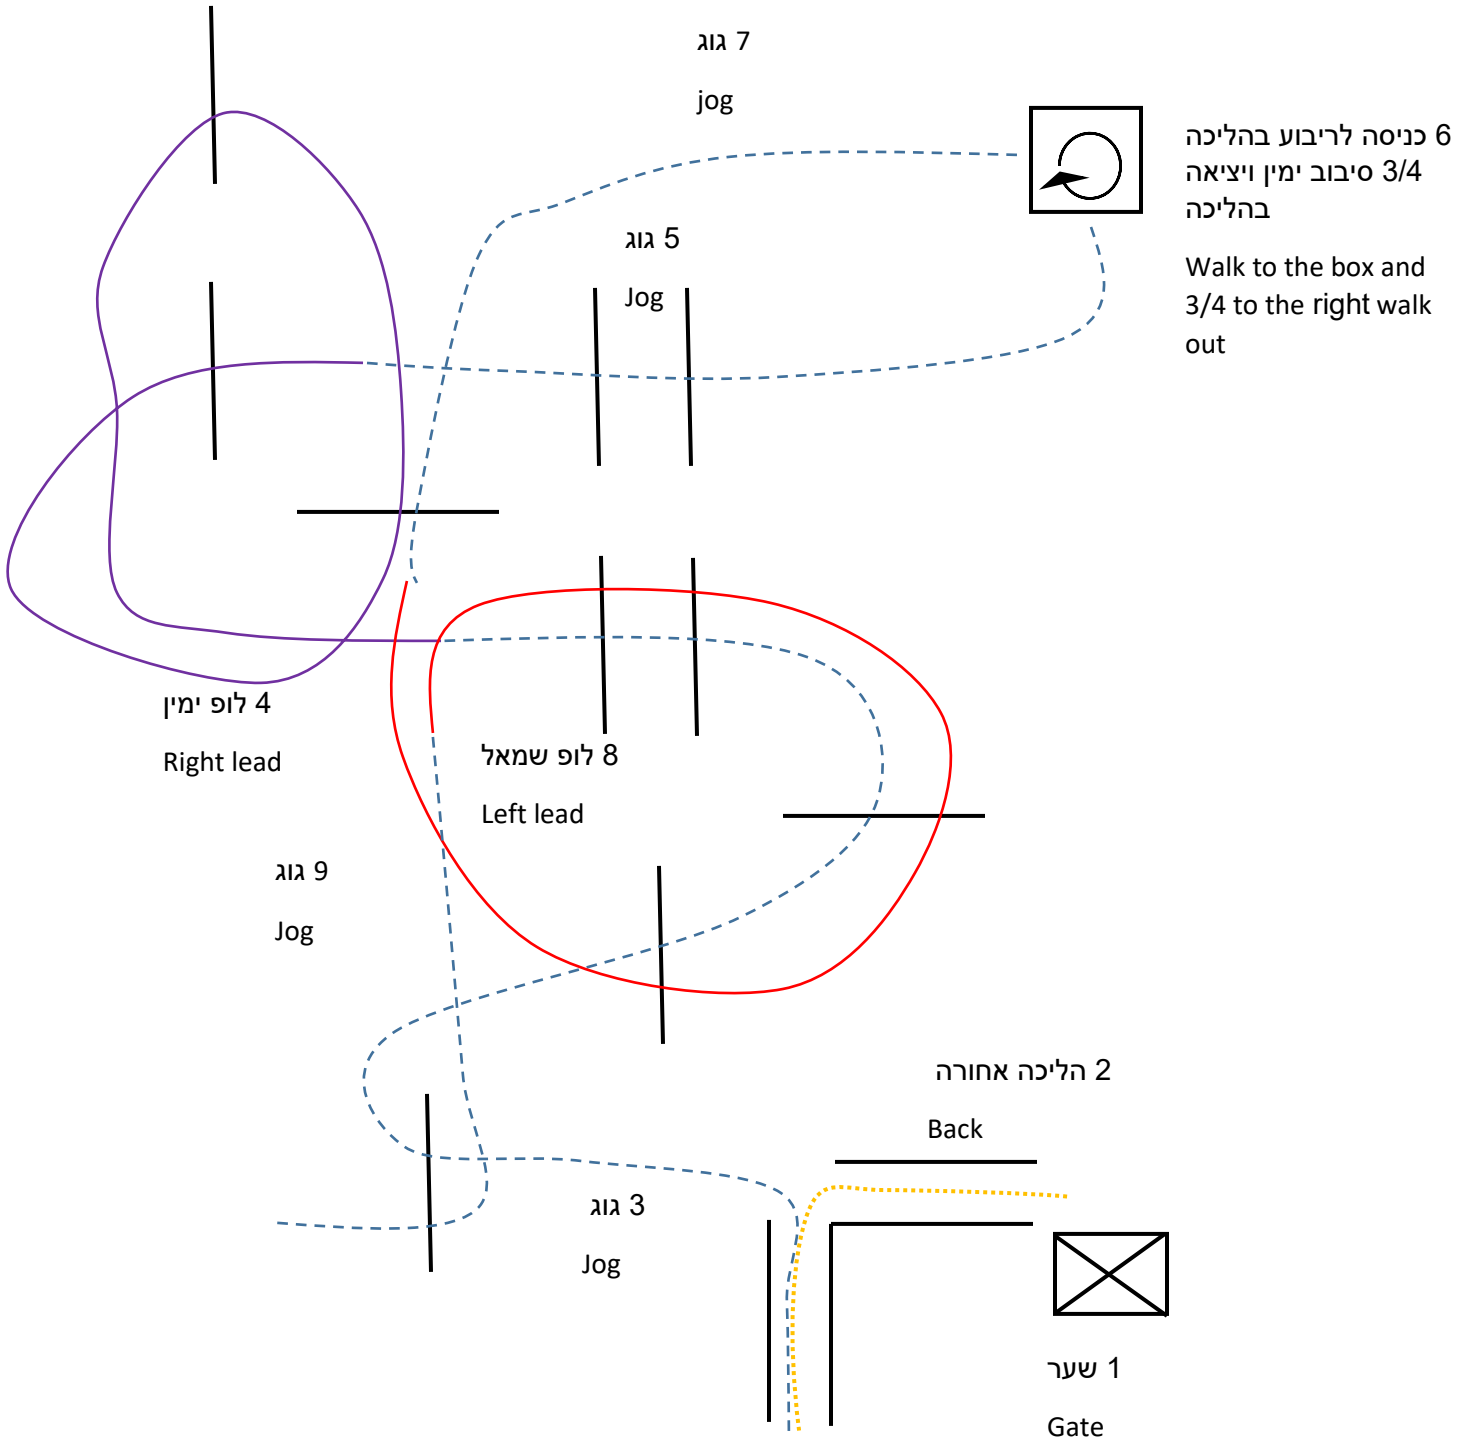 7 גוג
jog
6 כניסה לריבוע בהליכה
3/4 סיבוב ימין ויציאה
בהליכה
Walk to the box and
3/4 to the right walk
out
5 גוג
Jog
4 לופ ימין
Right lead
8 לופ שמאל
Left lead
9 גוג
Jog
2 הליכה אחורה
Back
3 גוג
Jog
1 שער
Gate